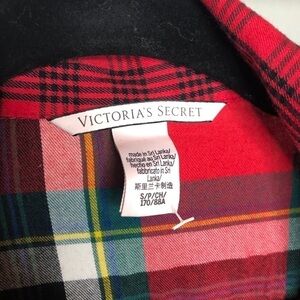 VICTORIA'S SECRET
made in Sri Lanka/
fabriqué au Sri Lanka/
hecho en Sri Lanka/
fabbricato in Sri
Lanka/
斯里兰卡制造
S/P/CH/
170/88A